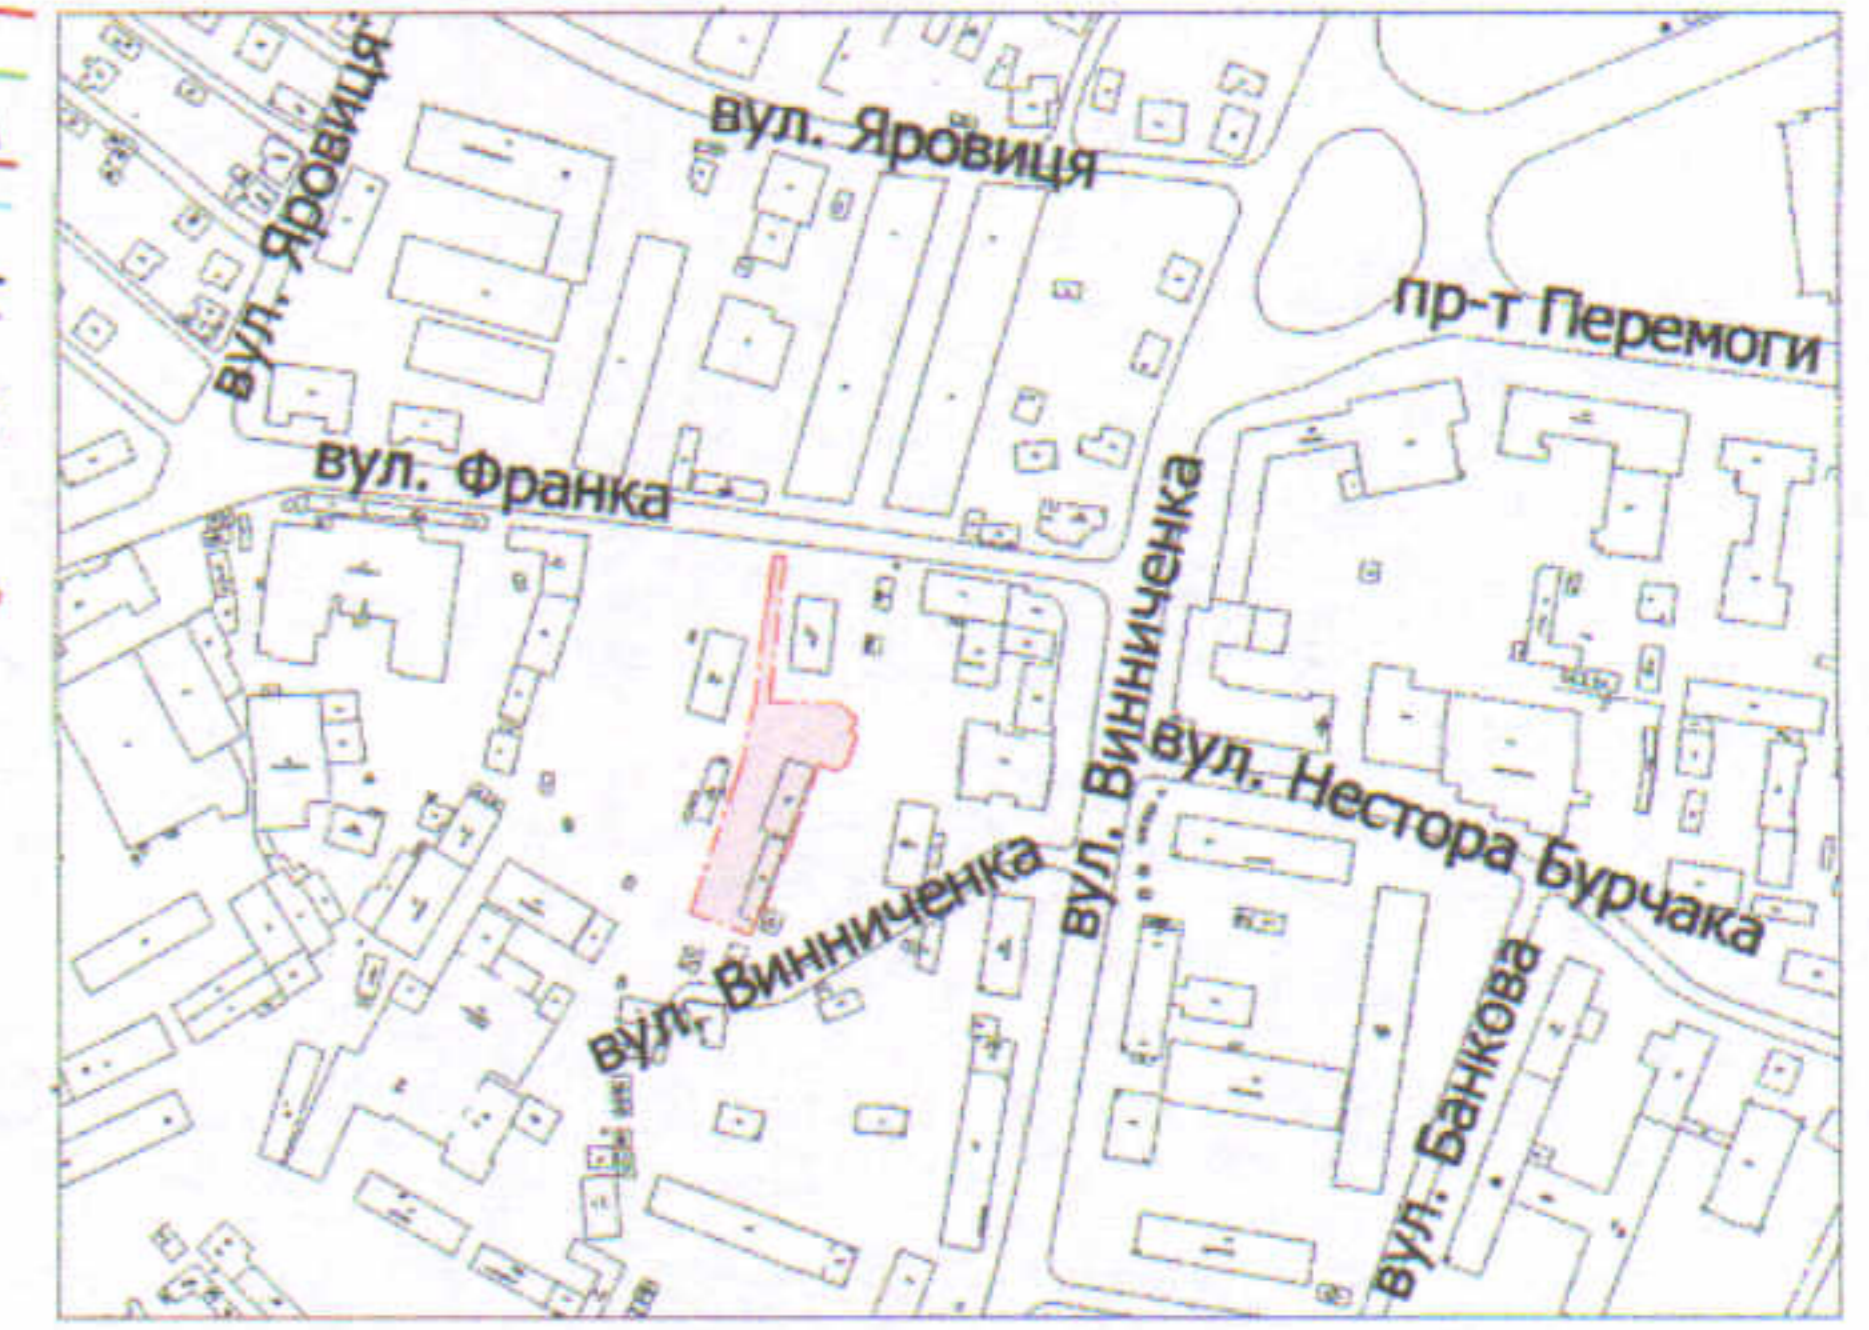 вул. Яровиця
вул. Яровиця
пр-т Перемоги
вул. Франка
вул. Винниченка
вул. Нестора Бурчака
вул. Винниченка
вул. Банкова